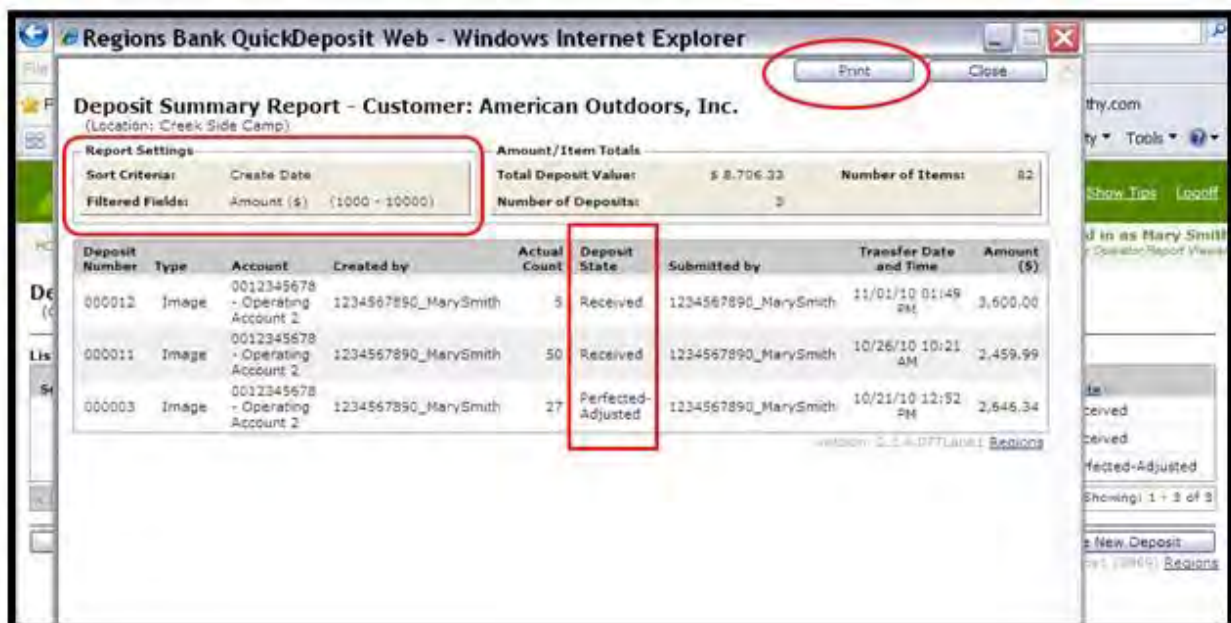 Regions Bank QuickDeposit Web - Windows Internet Explorer
Print Close
Deposit Summary Report - Customer: American Outdoors, Inc.
(Location: Creek Side Camp)
thy.com
Tools
Report Settings
Sort Criteria: Create Date
Filtered Fields: Amount ($) (1000 - 10000)
Amount/Item Totals
Total Deposit Value: $ 8,706.33 Number of Items: 82
Number of Deposits: 3
Show Tips Logoff
d in as Mary Smith
Operator/Report Viewer
Deposit Number Type Account Created by Actual Count Deposit State Submitted by Transfer Date and Time Amount ($)
000012 Image 0012345678 - Operating Account 2 1234567890_MarySmith 5 Received 1234567890_MarySmith 11/01/10 01:49 PM 3,600.00
000011 Image 0012345678 - Operating Account 2 1234567890_MarySmith 50 Received 1234567890_MarySmith 10/26/10 10:21 AM 2,459.99
000003 Image 0012345678 - Operating Account 2 1234567890_MarySmith 27 Perfected-Adjusted 1234567890_MarySmith 10/21/10 12:52 PM 2,646.34
Regions
De
Lis
ceived
ceived
fected-Adjusted
Showing: 1 - 3 of 3
e New Deposit
Regions